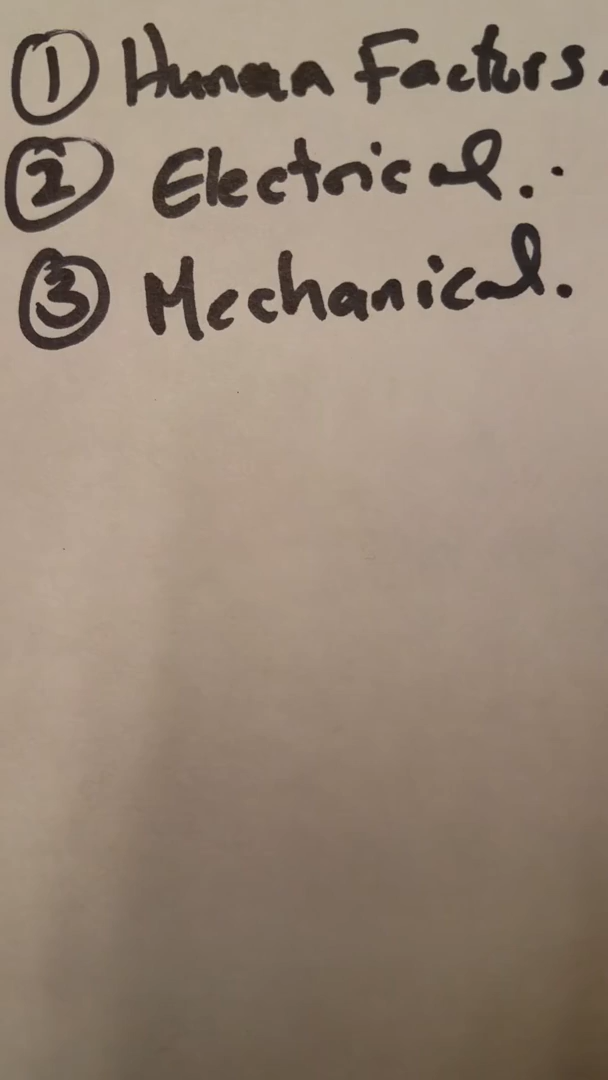 ① Human Factors.
② Electrical..
③ Mechanical.